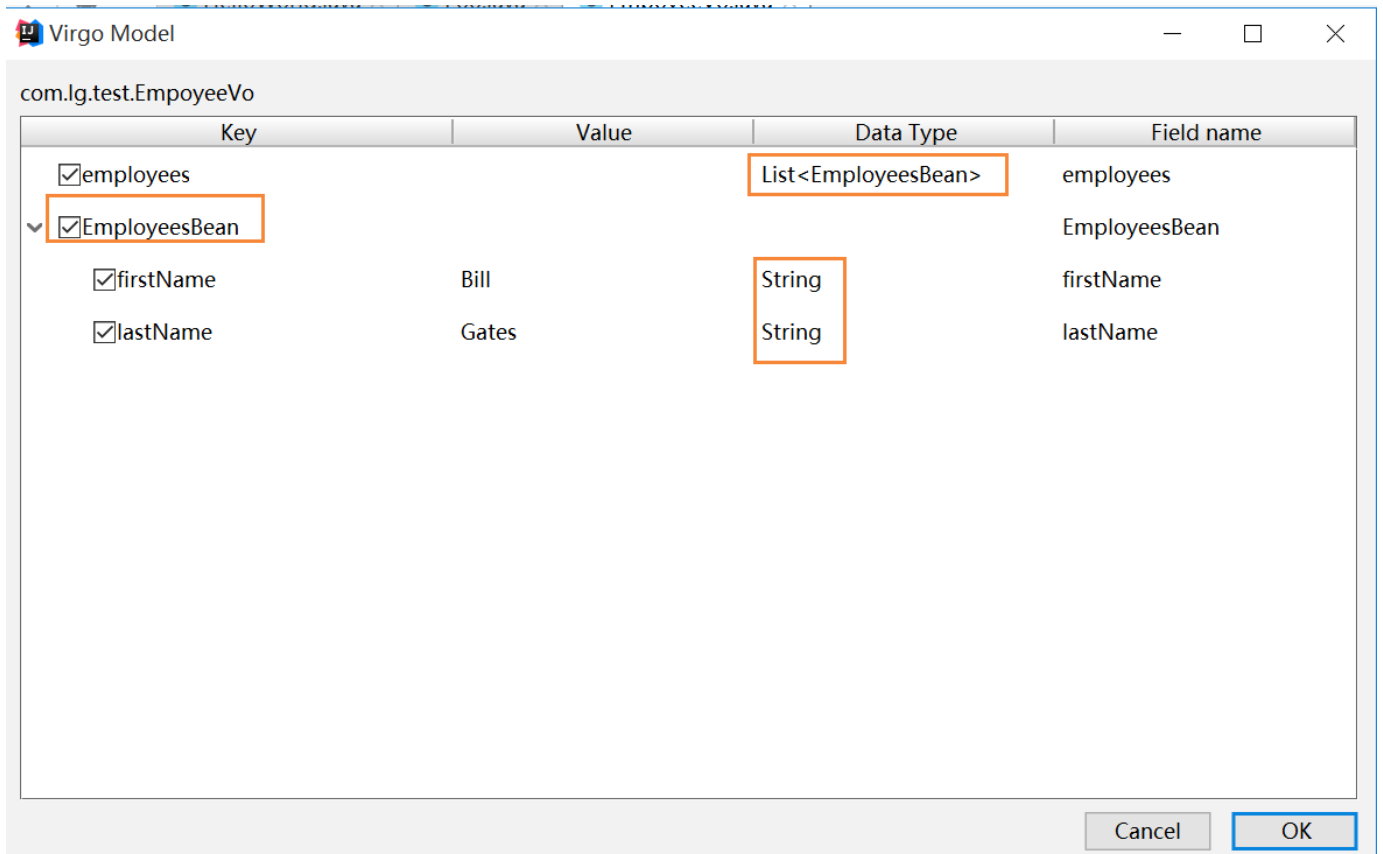 Virgo Model
com.lg.test.EmpoyeeVo
Key Value Data Type Field name
employees List<EmployeesBean> employees
EmployeesBean EmployeesBean
firstName Bill String firstName
lastName Gates String lastName
Cancel OK